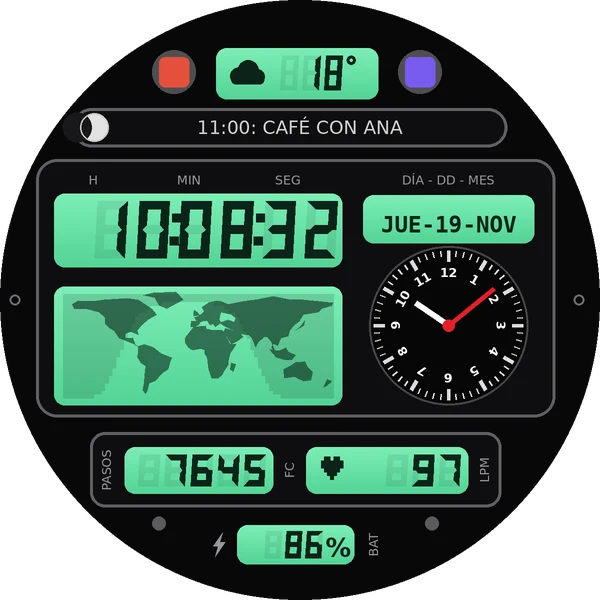 18°
11:00: CAFÉ CON ANA
H MIN SEG DÍA - DD - MES
10:08:32
JUE-19-NOV
12 1 2 3 4 5 6 7 8 9 10 11
PASOS 7645 FC 97 LPM
86% BAT